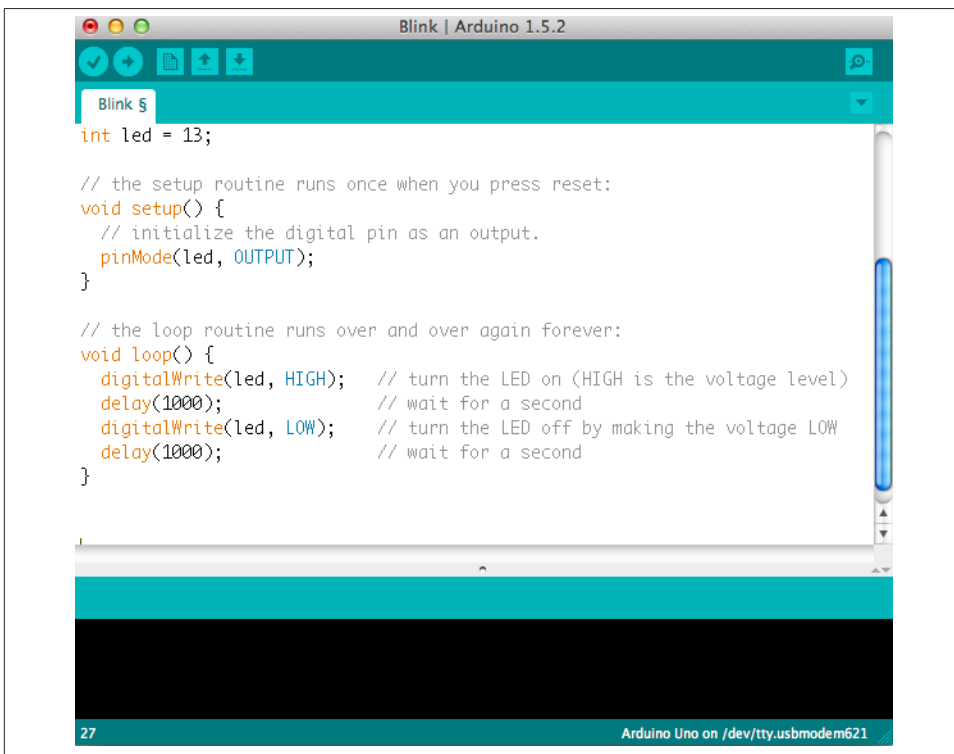 Blink | Arduino 1.5.2
Blink §
int led = 13;
// the setup routine runs once when you press reset:
void setup() {
  // initialize the digital pin as an output.
  pinMode(led, OUTPUT);
}
// the loop routine runs over and over again forever:
void loop() {
  digitalWrite(led, HIGH);   // turn the LED on (HIGH is the voltage level)
  delay(1000);               // wait for a second
  digitalWrite(led, LOW);    // turn the LED off by making the voltage LOW
  delay(1000);               // wait for a second
}
27
Arduino Uno on /dev/tty.usbmodem621